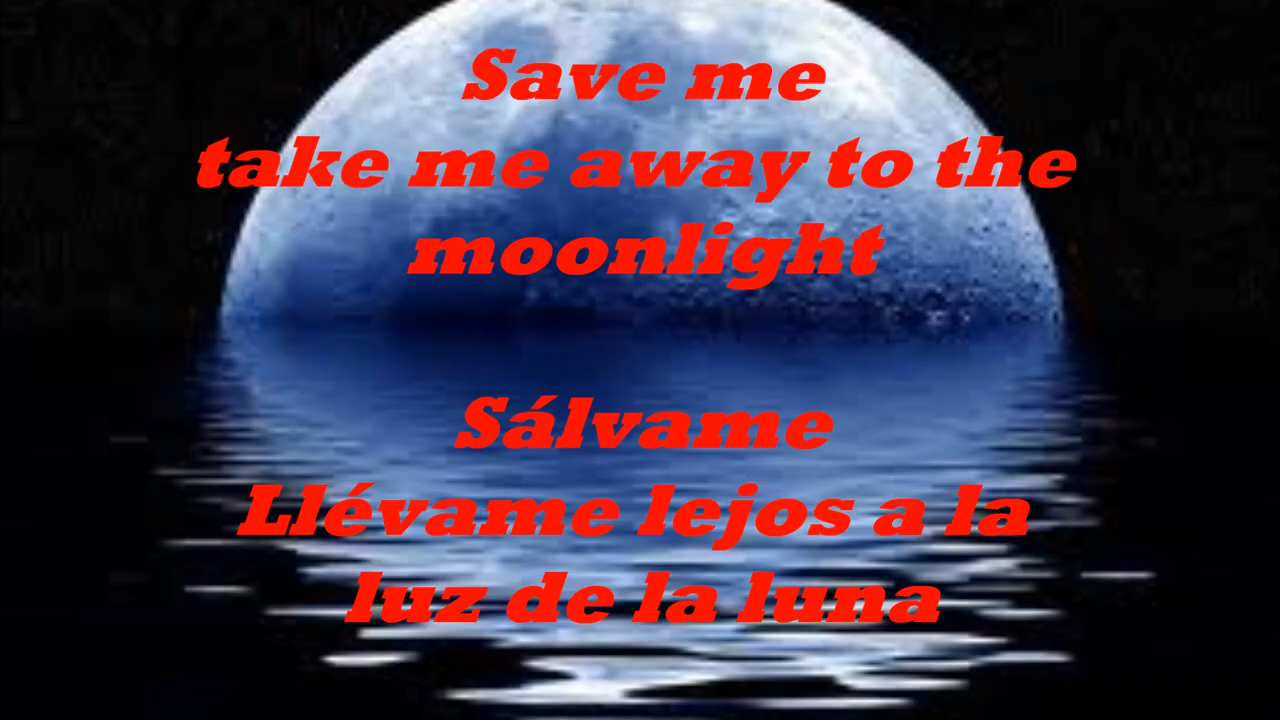 Save me
take me away to the
moonlight
Sálvame
Llévame lejos a la
luz de la luna